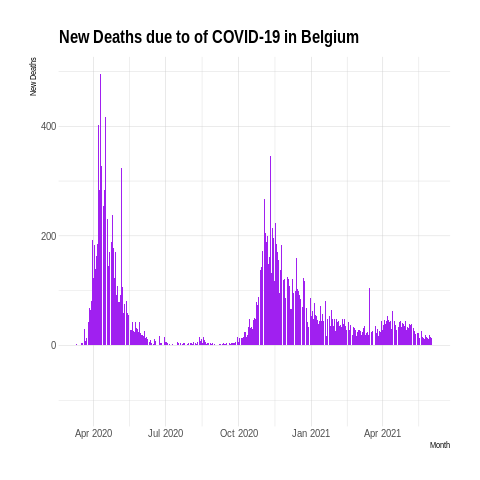 New Deaths due to of COVID-19 in Belgium
New Deaths
400
200
0
Apr 2020 Jul 2020 Oct 2020 Jan 2021 Apr 2021
Month